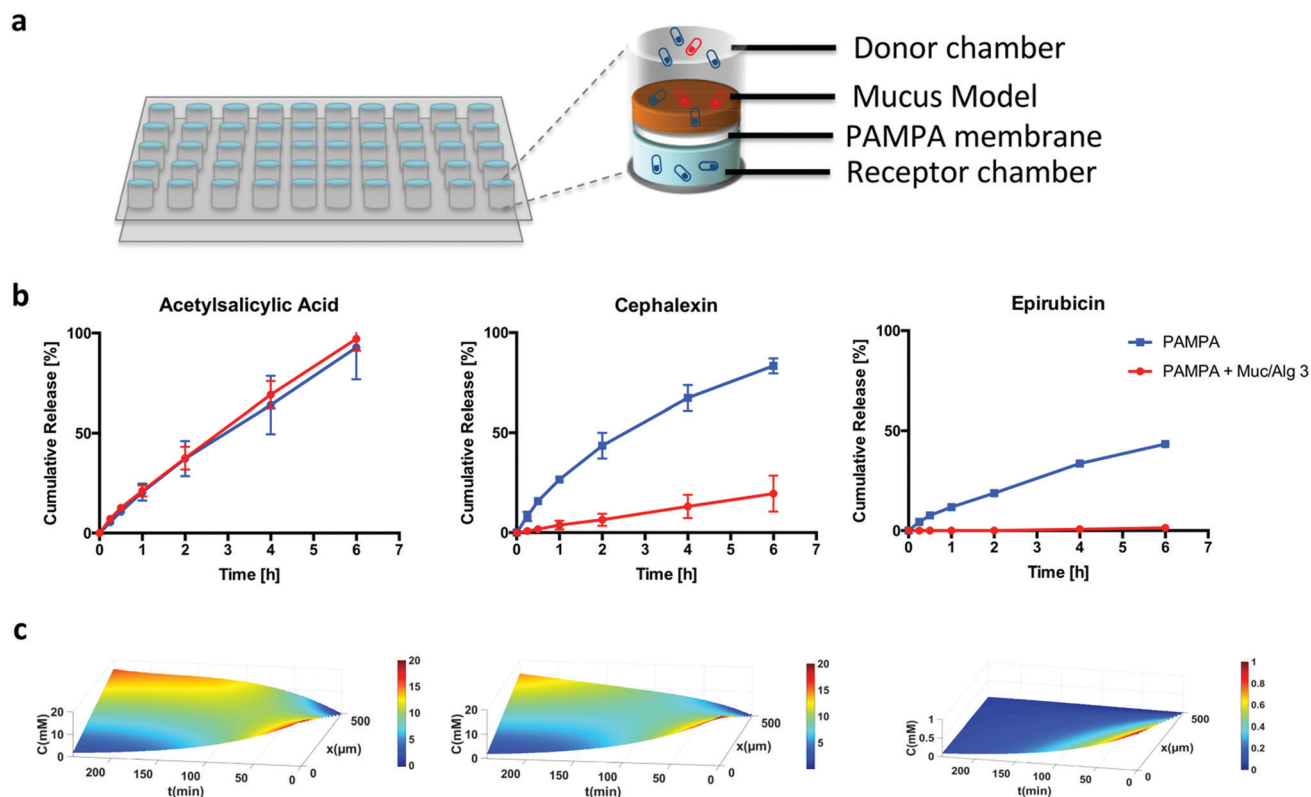 a
Donor chamber
Mucus Model
PAMPA membrane
Receptor chamber
b
Acetylsalicylic Acid
Cumulative Release [%]
100
50
0
0 1 2 3 4 5 6 7
Time [h]
Cephalexin
Cumulative Release [%]
100
50
0
0 1 2 3 4 5 6 7
Time [h]
Epirubicin
Cumulative Release [%]
100
50
0
0 1 2 3 4 5 6 7
Time [h]
PAMPA
PAMPA + Muc/Alg 3
c
C(mM)
20
10
0
200 150 100 50 0
t(min)
500
x(μm)
0
20
15
10
5
0
C(mM)
20
10
0
200 150 100 50 0
t(min)
500
x(μm)
0
20
15
10
5
C(mM)
1
0.5
0
200 150 100 50 0
t(min)
500
x(μm)
0
1
0.8
0.6
0.4
0.2
0